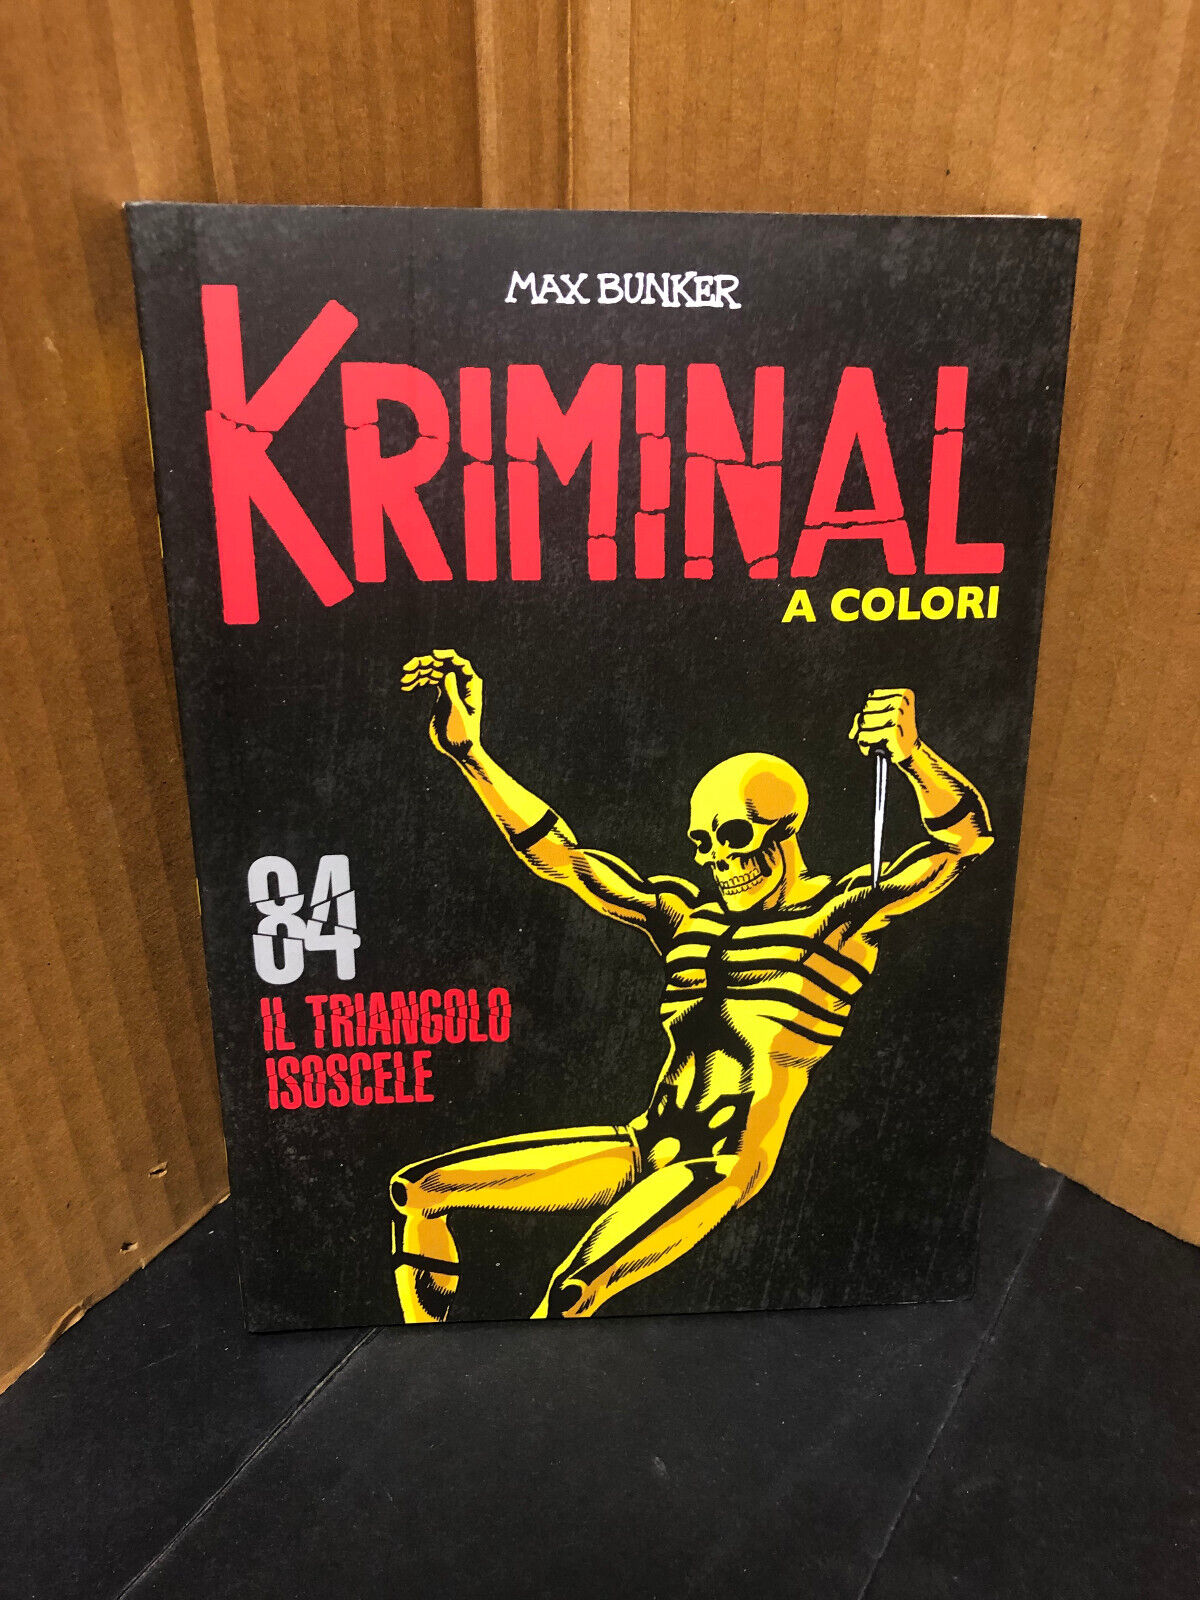 MAX BUNKER
KRIMINAL
A COLORI
84
IL TRIANGOLO
ISOSCELE